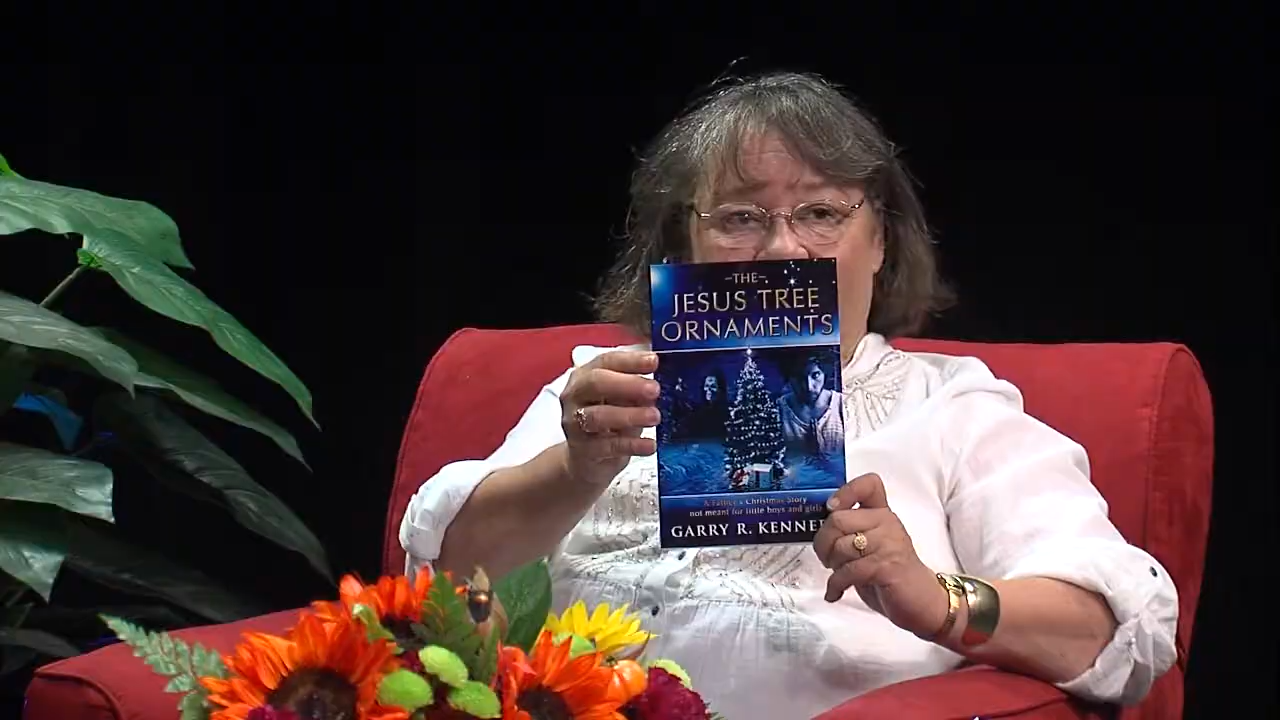 -THE-
JESUS TREE
ORNAMENTS
A Father's Christmas Story
not meant for little boys and girls
GARRY R. KENNE